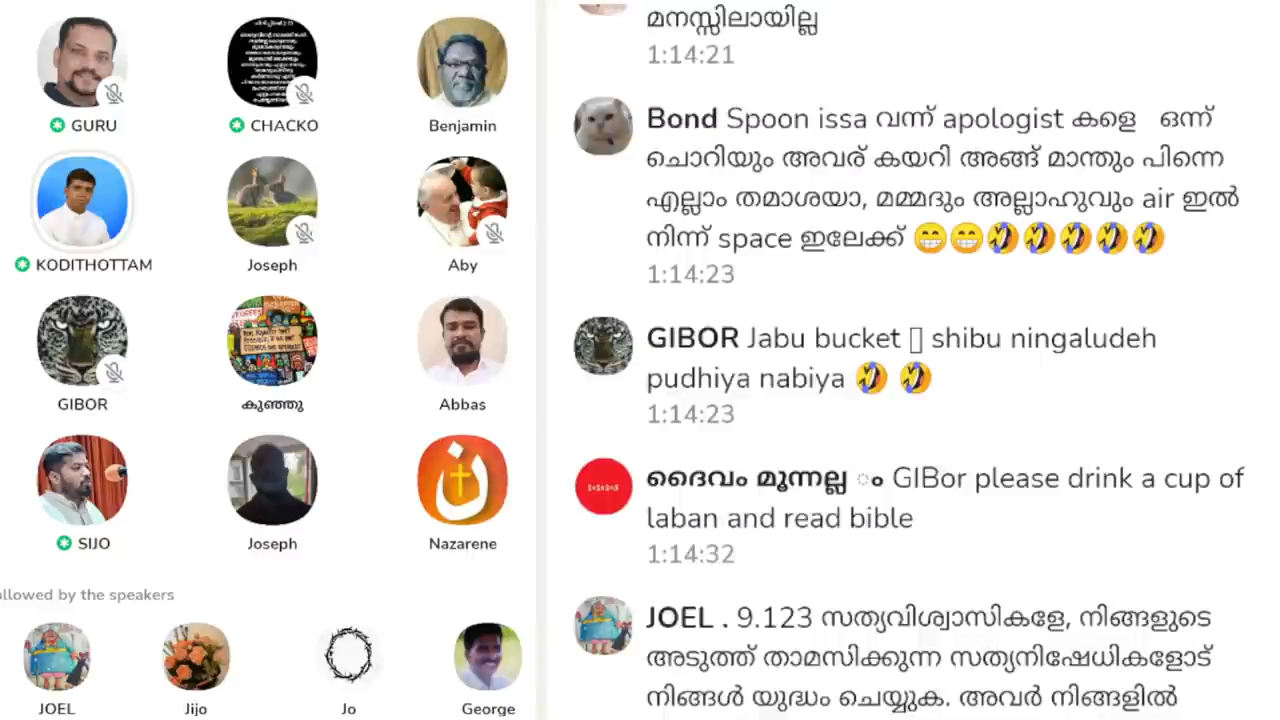 GURU
CHACKO
Benjamin
KODITHOTTAM
Joseph
Aby
GIBOR
കുഞ്ഞു
Abbas
SIJO
Joseph
Nazarene
ollowed by the speakers
JOEL
Jijo
Jo
George
മനസ്സിലായില്ല
1:14:21
Bond Spoon issa വന്ന് apologist കളെ ഒന്ന്
ചൊറിയും അവര് കയറി അങ്ങ് മാന്തും പിന്നെ
എല്ലാം തമാശയാ, മമ്മദും അല്ലാഹുവും air ഇൽ
നിന്ന് space ഇലേക്ക് 😁😁🤣🤣🤣🤣🤣
1:14:23
GIBOR Jabu bucket ▯ shibu ningaludeh
pudhiya nabiya 🤣 🤣
1:14:23
ദൈവം മൂന്നല്ല ം GIBor please drink a cup of
laban and read bible
1:14:32
JOEL . 9.123 സത്യവിശ്വാസികളേ, നിങ്ങളുടെ
അടുത്ത് താമസിക്കുന്ന സത്യനിഷേധികളോട്
നിങ്ങൾ യുദ്ധം ചെയ്യുക. അവർ നിങ്ങളിൽ